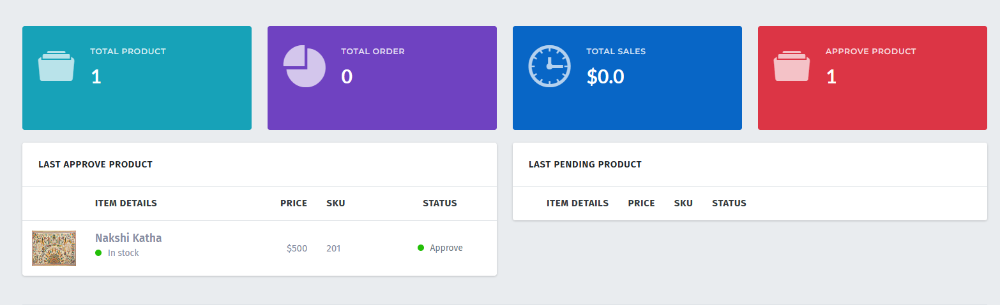 TOTAL PRODUCT
1
TOTAL ORDER
0
TOTAL SALES
$0.0
APPROVE PRODUCT
1
LAST APPROVE PRODUCT
ITEM DETAILS PRICE SKU STATUS
Nakshi Katha
In stock
$500 201 Approve
LAST PENDING PRODUCT
ITEM DETAILS PRICE SKU STATUS